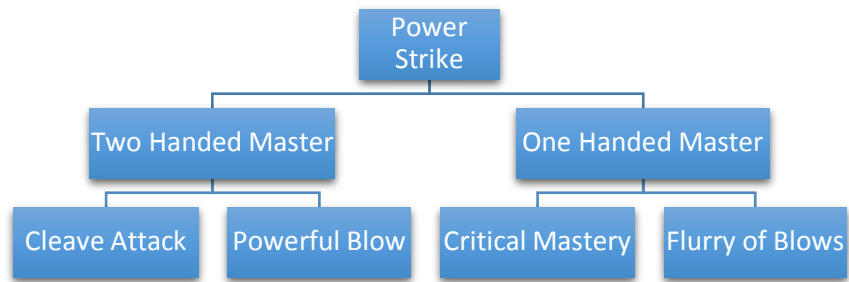 Power
Strike
Two Handed Master
One Handed Master
Cleave Attack
Powerful Blow
Critical Mastery
Flurry of Blows